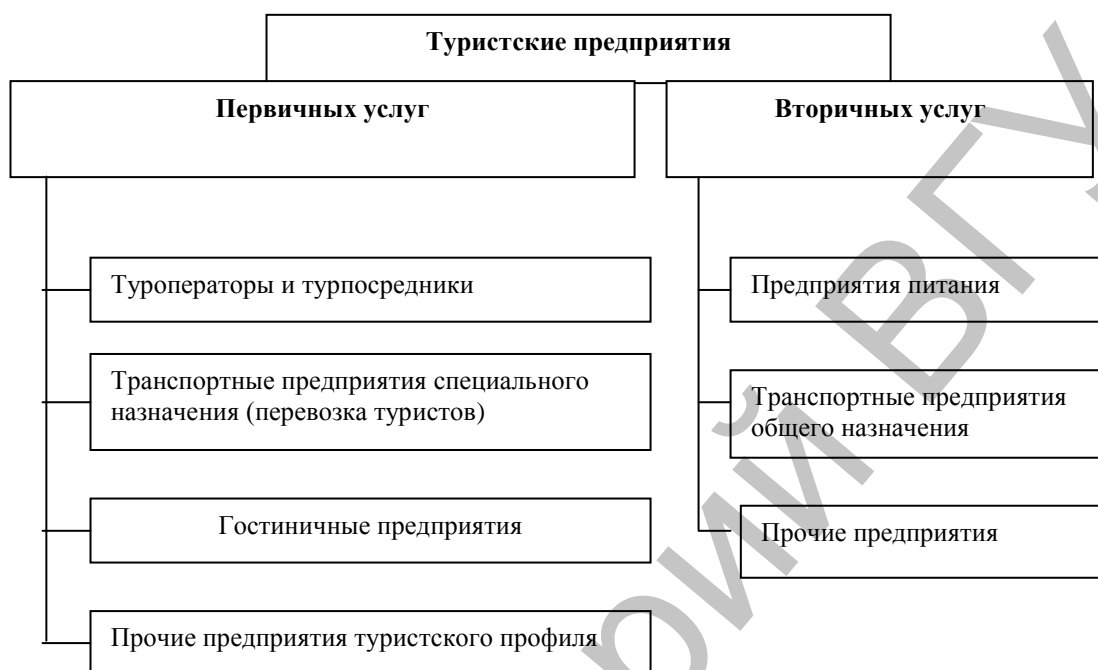 Туристские предприятия
Первичных услуг
Вторичных услуг
Туроператоры и турпосредники
Транспортные предприятия специального
назначения (перевозка туристов)
Гостиничные предприятия
Прочие предприятия туристского профиля
Предприятия питания
Транспортные предприятия
общего назначения
Прочие предприятия